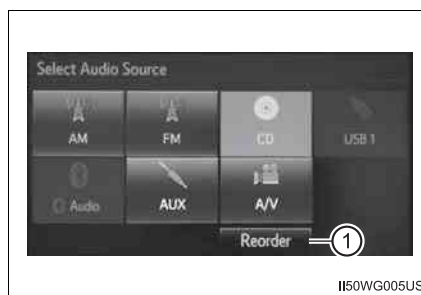 Select Audio Source
AM
FM
CD
USB 1
Audio
AUX
A/V
Reorder
1
II50WG005US